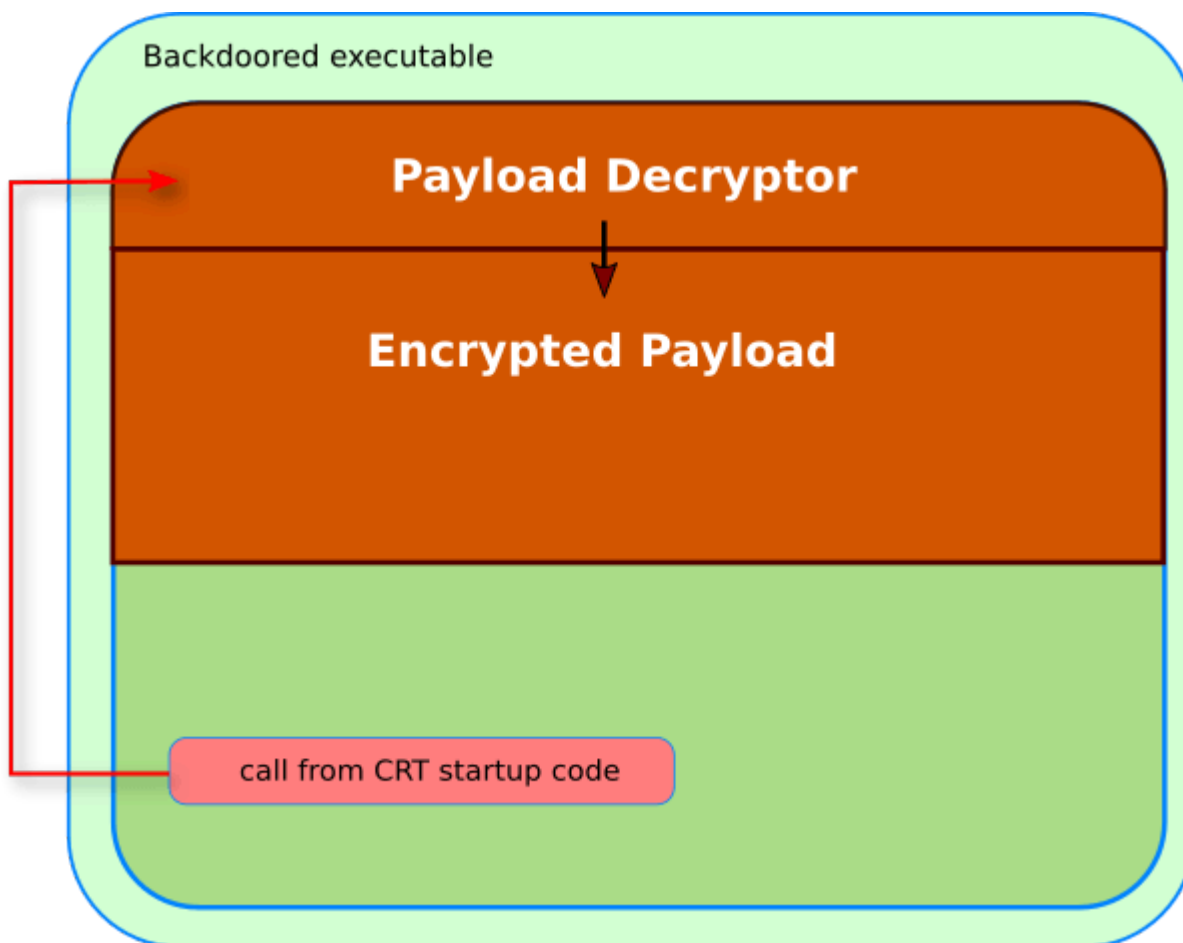 Backdoored executable
Payload Decryptor
Encrypted Payload
call from CRT startup code